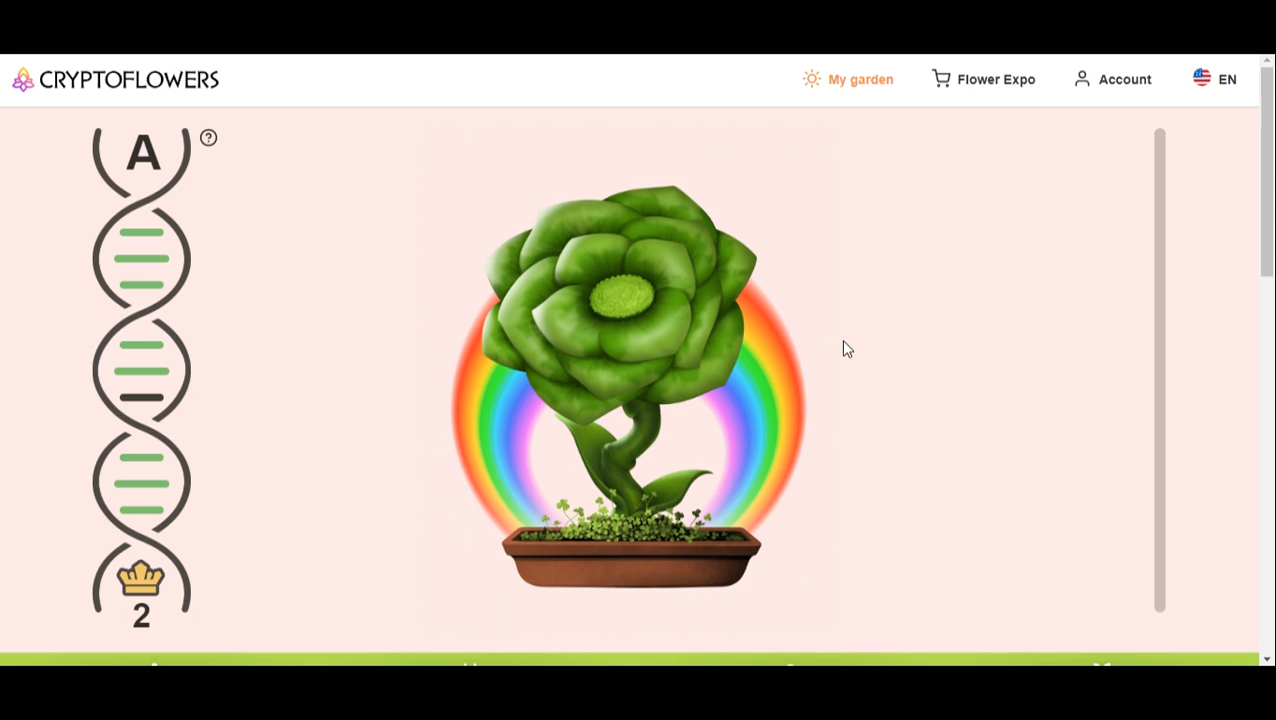 CRYPTOFLOWERS
My garden
Flower Expo
Account
EN
A
?
2